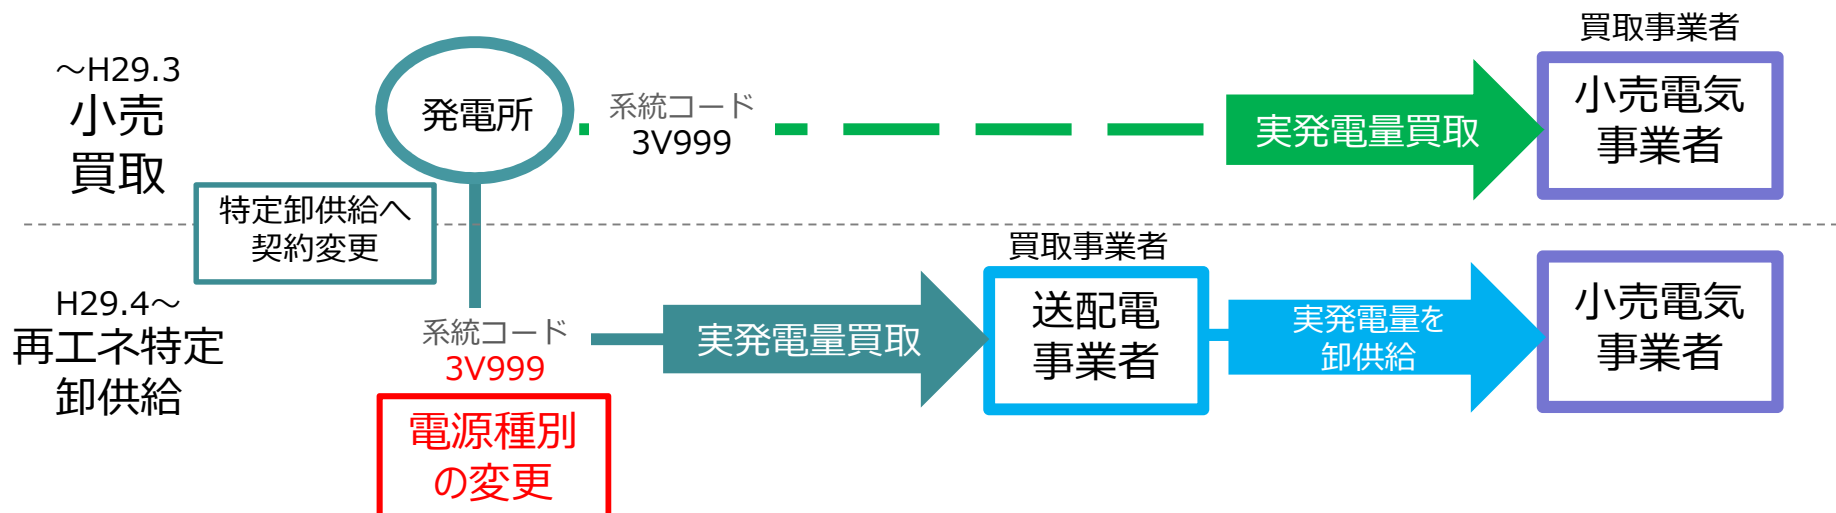 ～H29.3
小売
買取
発電所
系統コード
3V999
実発電量買取
買取事業者
小売電気
事業者
特定卸供給へ
契約変更
H29.4～
再エネ特定
卸供給
系統コード
3V999
電源種別
の変更
実発電量買取
買取事業者
送配電
事業者
実発電量を
卸供給
小売電気
事業者